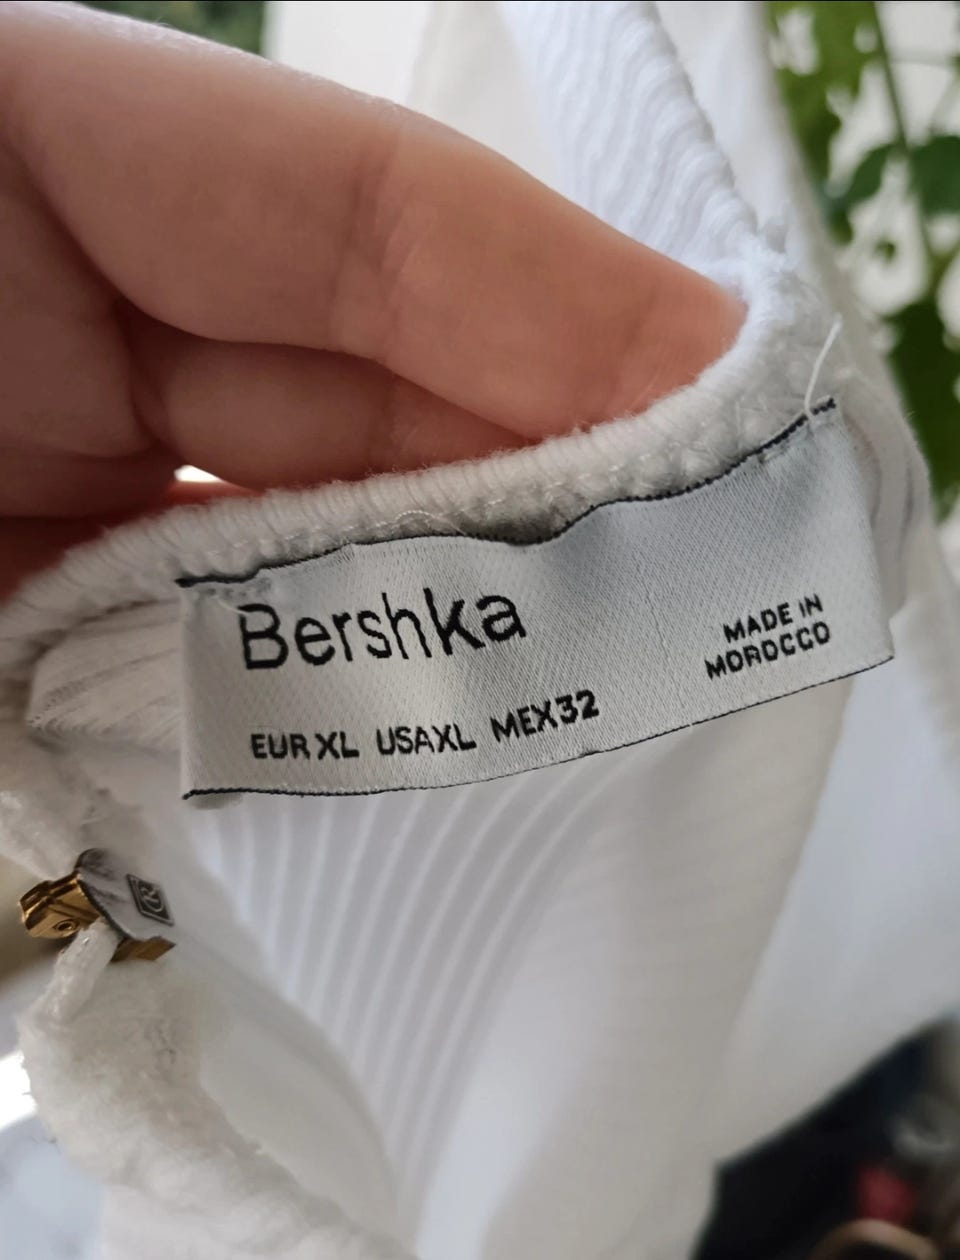 Bershka
MADE IN
MOROCCO
EUR XL USA XL MEX 32